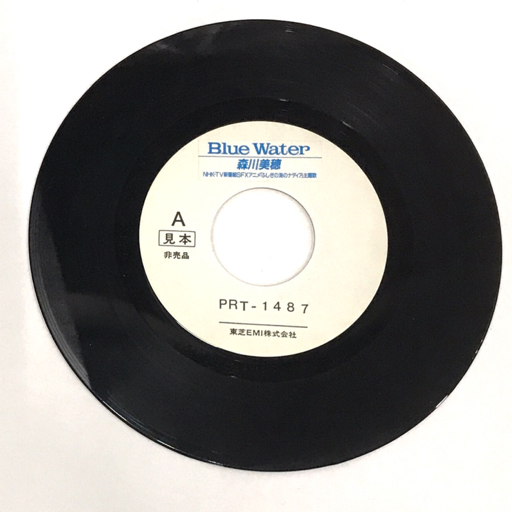 Blue Water
森川美穂
NHK-TV新番組SFXアニメ「ふしぎの海のナディア」主題歌
A
見本
非売品
PRT-1487
東芝EMI株式会社